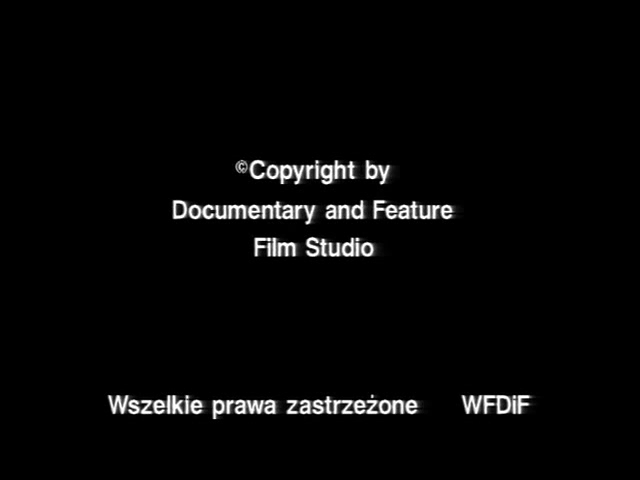 ©Copyright by
Documentary and Feature
Film Studio
Wszelkie prawa zastrzeżone WFDiF